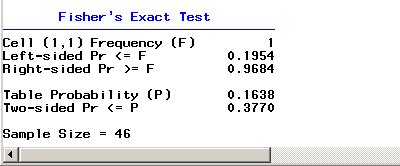 Fisher's Exact Test
Cell (1,1) Frequency (F) 1
Left-sided Pr <= F 0.1954
Right-sided Pr >= F 0.9684
Table Probability (P) 0.1638
Two-sided Pr <= P 0.3770
Sample Size = 46